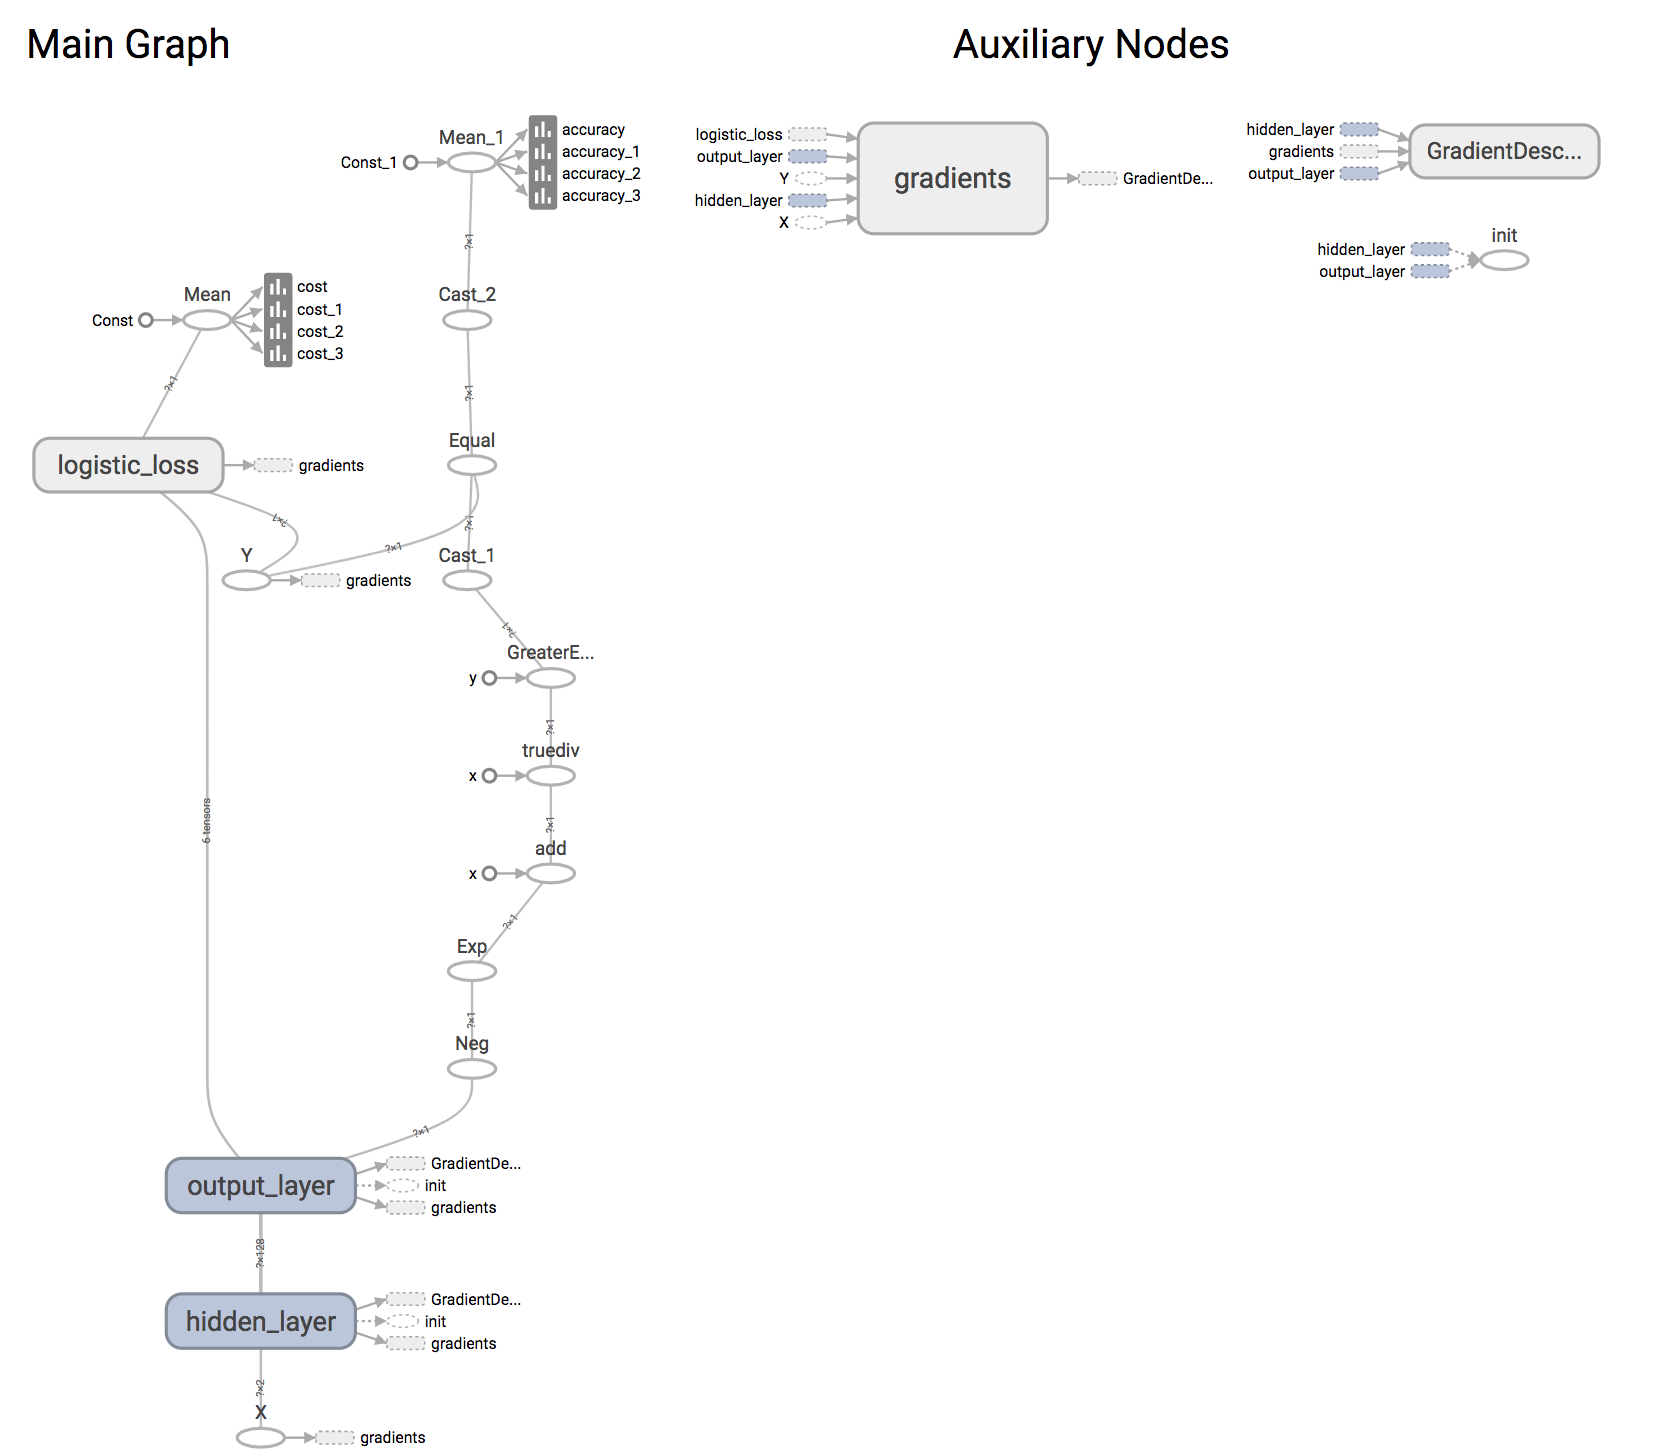 Main Graph
Auxiliary Nodes
Mean_1
Const_1
accuracy
accuracy_1
accuracy_2
accuracy_3
?×1
Cast_2
Mean
Const
cost
cost_1
cost_2
cost_3
?×1
?×1
Equal
logistic_loss
gradients
?×1
?×1
?×1
Y
gradients
Cast_1
?×1
GreaterE...
y
?×1
truediv
x
?×1
add
x
6 tensors
?×1
Exp
?×1
Neg
?×1
output_layer
GradientDe...
init
gradients
?×128
hidden_layer
GradientDe...
init
gradients
?×2
X
gradients
logistic_loss
output_layer
Y
hidden_layer
X
gradients
GradientDe...
hidden_layer
gradients
output_layer
GradientDesc...
init
hidden_layer
output_layer